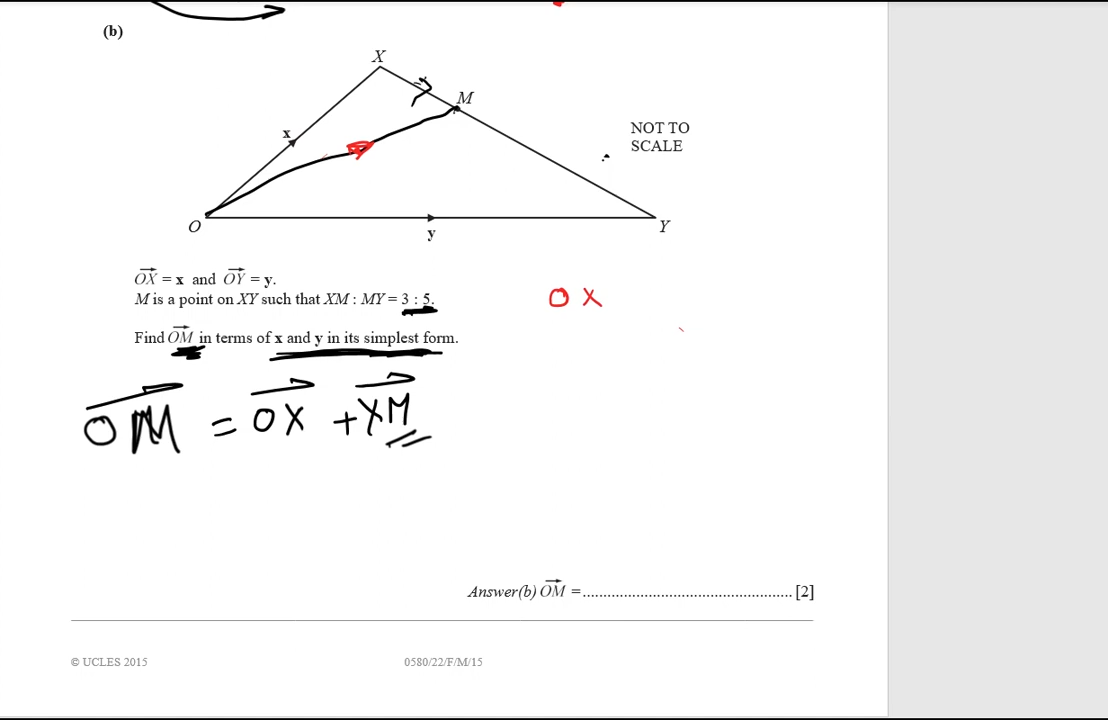 (b)
X
M
x
NOT TO
SCALE
O
Y
y
OX = x and OY = y.
M is a point on XY such that XM : MY = 3 : 5.
O X
Find OM in terms of x and y in its simplest form.
OM = OX + XM
Answer(b) OM = .................................................... [2]
© UCLES 2015
0580/22/F/M/15